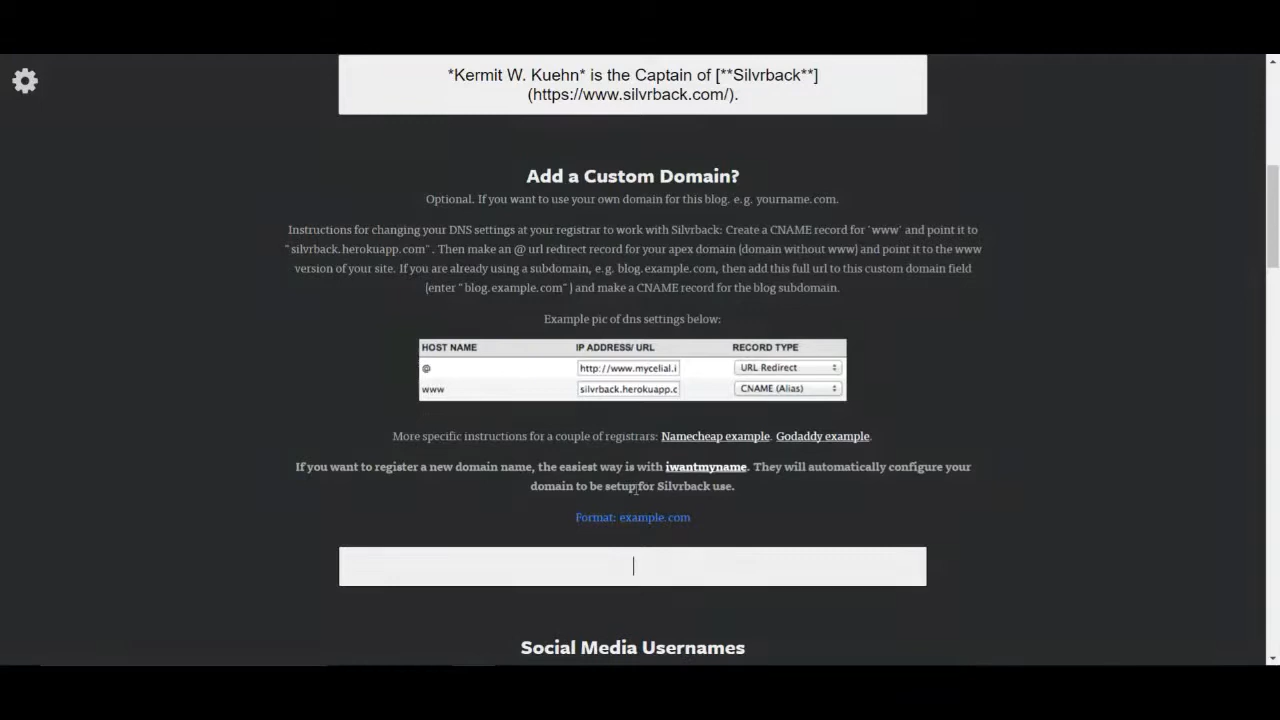 *Kermit W. Kuehn* is the Captain of [**Silvrback**]
(https://www.silvrback.com/).
Add a Custom Domain?
Optional. If you want to use your own domain for this blog. e.g. yourname.com.
Instructions for changing your DNS settings at your registrar to work with Silvrback: Create a CNAME record for `www' and point it to
"silvrback.herokuapp.com". Then make an @ url redirect record for your apex domain (domain without www) and point it to the www
version of your site. If you are already using a subdomain, e.g. blog.example.com, then add this full url to this custom domain field
(enter "blog.example.com") and make a CNAME record for the blog subdomain.
Example pic of dns settings below:
HOST NAME IP ADDRESS/ URL RECORD TYPE
@ http://www.mycelial.i URL Redirect
www silvrback.herokuapp.c CNAME (Alias)
More specific instructions for a couple of registrars: Namecheap example. Godaddy example.
If you want to register a new domain name, the easiest way is with iwantmyname. They will automatically configure your
domain to be setup for Silvrback use.
Format: example.com
Social Media Usernames